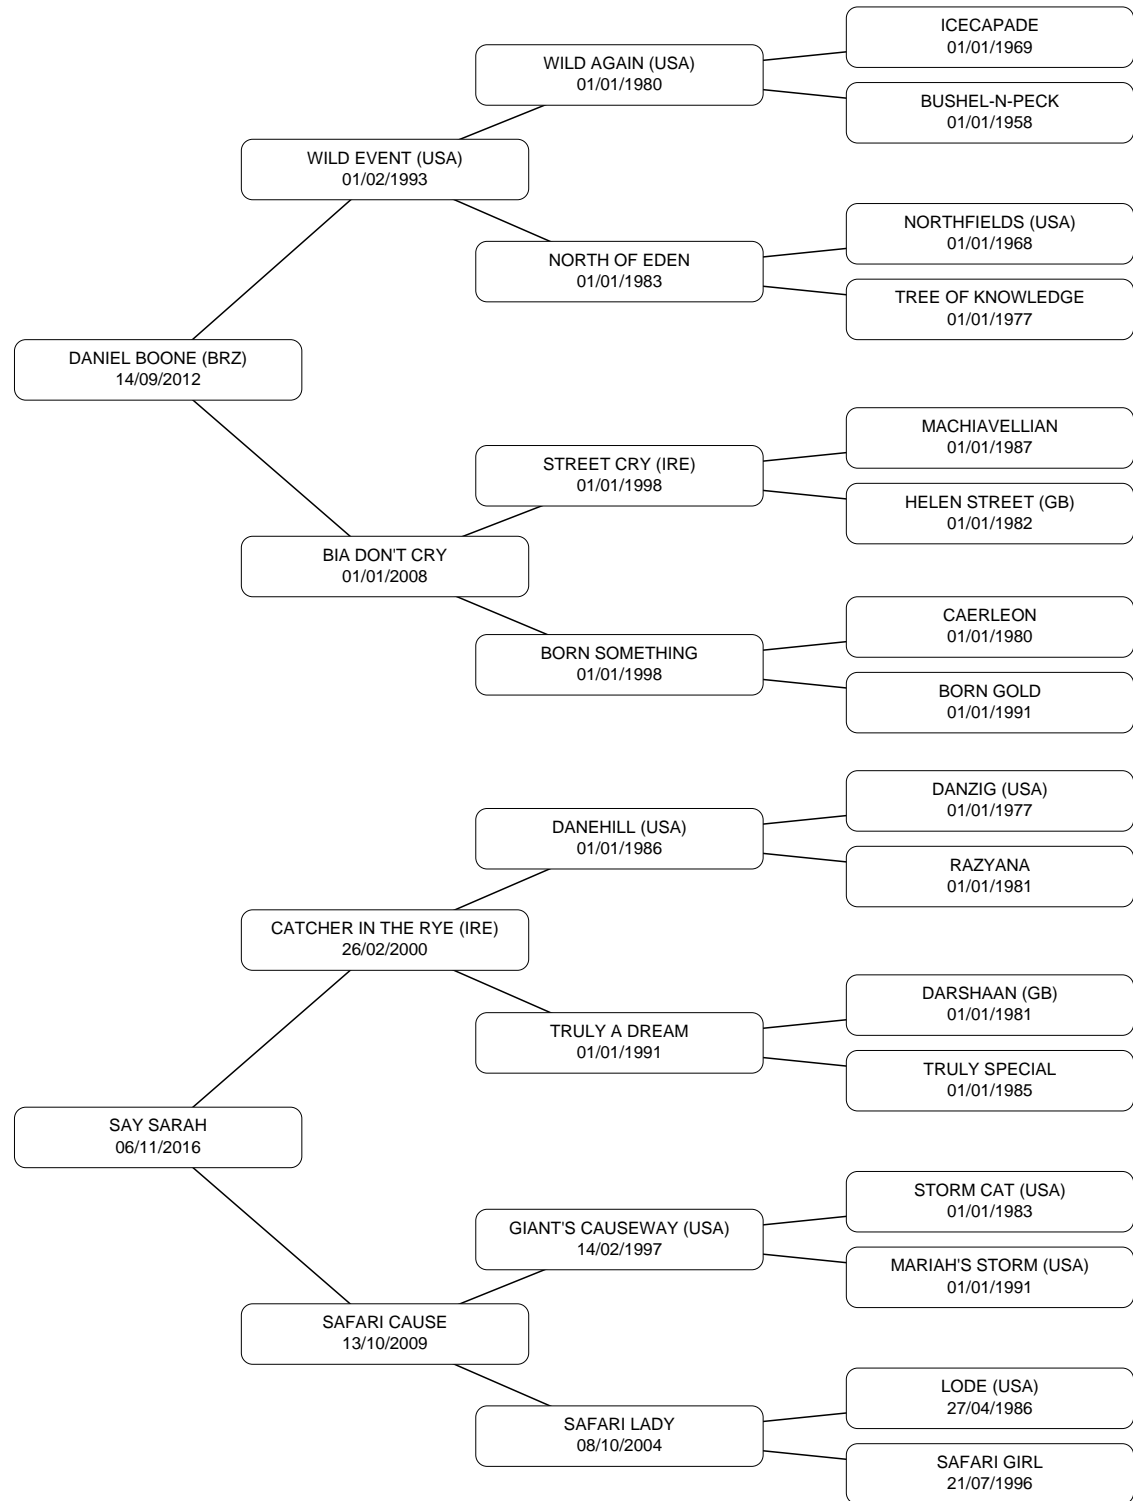 ICECAPADE
01/01/1969
WILD AGAIN (USA)
01/01/1980
BUSHEL-N-PECK
01/01/1958
WILD EVENT (USA)
01/02/1993
NORTHFIELDS (USA)
01/01/1968
NORTH OF EDEN
01/01/1983
TREE OF KNOWLEDGE
01/01/1977
DANIEL BOONE (BRZ)
14/09/2012
MACHIAVELLIAN
01/01/1987
STREET CRY (IRE)
01/01/1998
HELEN STREET (GB)
01/01/1982
BIA DON'T CRY
01/01/2008
CAERLEON
01/01/1980
BORN SOMETHING
01/01/1998
BORN GOLD
01/01/1991
DANZIG (USA)
01/01/1977
DANEHILL (USA)
01/01/1986
RAZYANA
01/01/1981
CATCHER IN THE RYE (IRE)
26/02/2000
DARSHAAN (GB)
01/01/1981
TRULY A DREAM
01/01/1991
TRULY SPECIAL
01/01/1985
SAY SARAH
06/11/2016
STORM CAT (USA)
01/01/1983
GIANT'S CAUSEWAY (USA)
14/02/1997
MARIAH'S STORM (USA)
01/01/1991
SAFARI CAUSE
13/10/2009
LODE (USA)
27/04/1986
SAFARI LADY
08/10/2004
SAFARI GIRL
21/07/1996